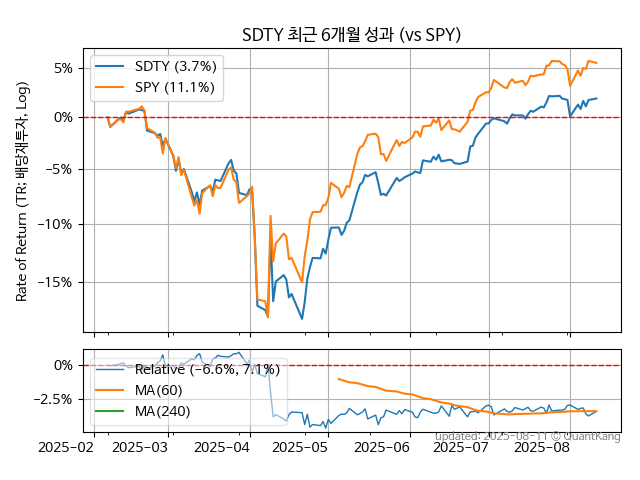 SDTY 최근 6개월 성과 (vs SPY)
Rate of Return (TR: 배당재투자, Log)
5%
0%
−5%
−10%
−15%
SDTY (3.7%)
SPY (11.1%)
0%
−2.5%
Relative (−6.6%, 7.1%)
MA(60)
MA(240)
2025-02 2025-03 2025-04 2025-05 2025-06 2025-07 2025-08
updated: 2025-08-11 © QuantKang